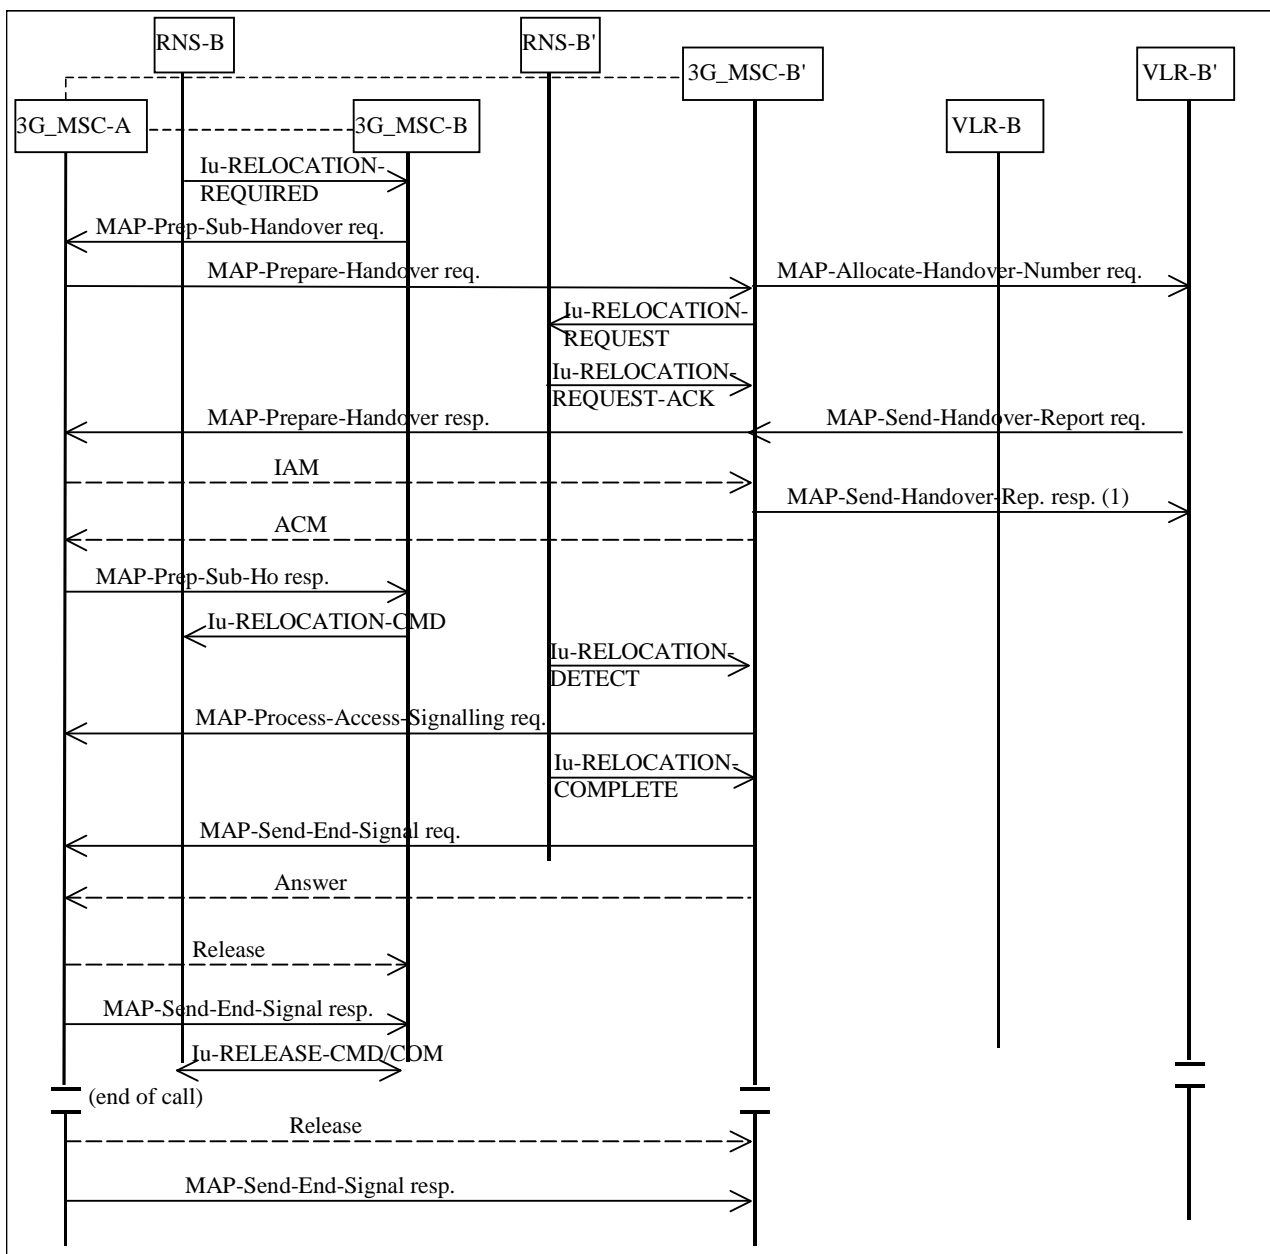 RNS-B
RNS-B'
3G_MSC-B'
VLR-B'
3G_MSC-A
3G_MSC-B
VLR-B
Iu-RELOCATION-
REQUIRED
MAP-Prep-Sub-Handover req.
MAP-Prepare-Handover req.
MAP-Allocate-Handover-Number req.
Iu-RELOCATION-
REQUEST
Iu-RELOCATION-
REQUEST-ACK
MAP-Prepare-Handover resp.
MAP-Send-Handover-Report req.
IAM
MAP-Send-Handover-Rep. resp. (1)
ACM
MAP-Prep-Sub-Ho resp.
Iu-RELOCATION-CMD
Iu-RELOCATION-
DETECT
MAP-Process-Access-Signalling req.
Iu-RELOCATION-
COMPLETE
MAP-Send-End-Signal req.
Answer
Release
MAP-Send-End-Signal resp.
Iu-RELEASE-CMD/COM
(end of call)
Release
MAP-Send-End-Signal resp.